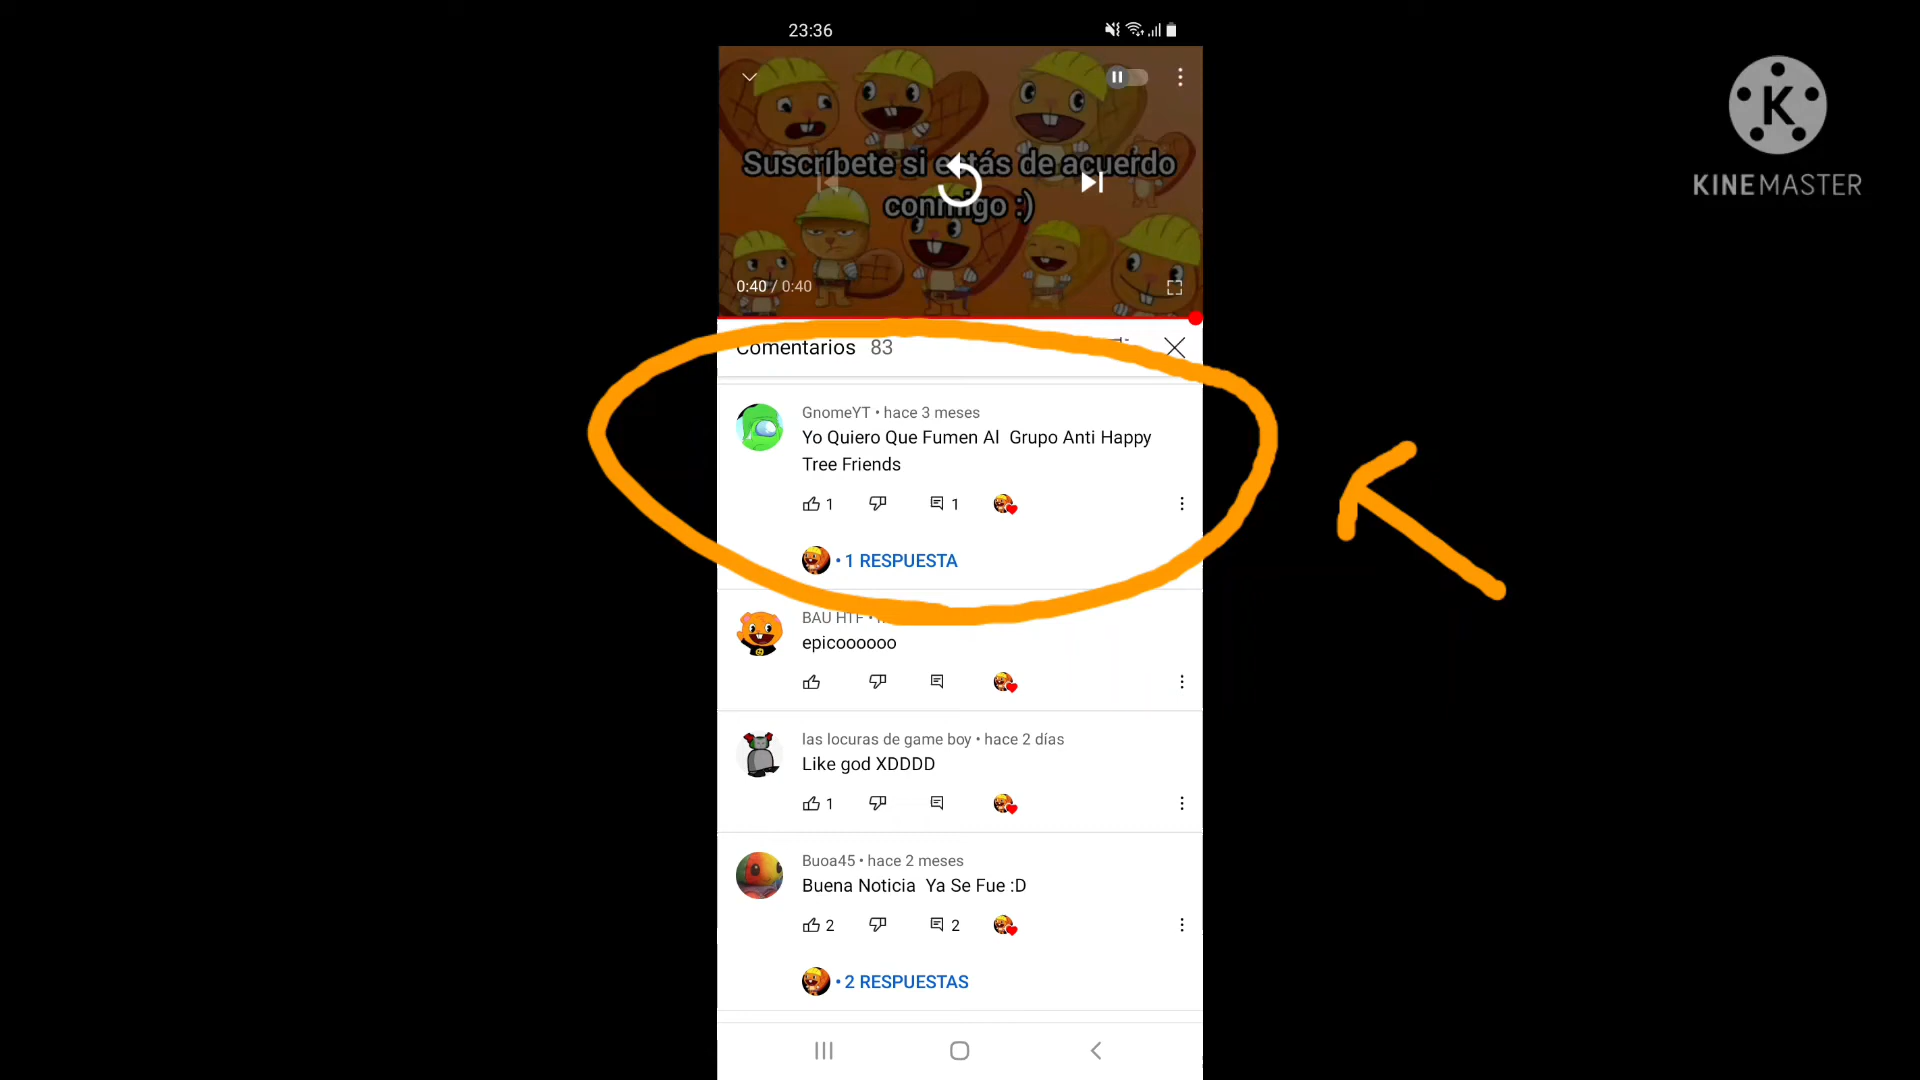 23:36
Suscríbete si estás de acuerdo
conmigo :)
0:40 / 0:40
Comentarios 83
GnomeYT • hace 3 meses
Yo Quiero Que Fumen Al Grupo Anti Happy
Tree Friends
1
1
• 1 RESPUESTA
BAU HTF •
epicoooooo
las locuras de game boy • hace 2 días
Like god XDDDD
1
Buoa45 • hace 2 meses
Buena Noticia Ya Se Fue :D
2
2
• 2 RESPUESTAS
K
KINEMASTER